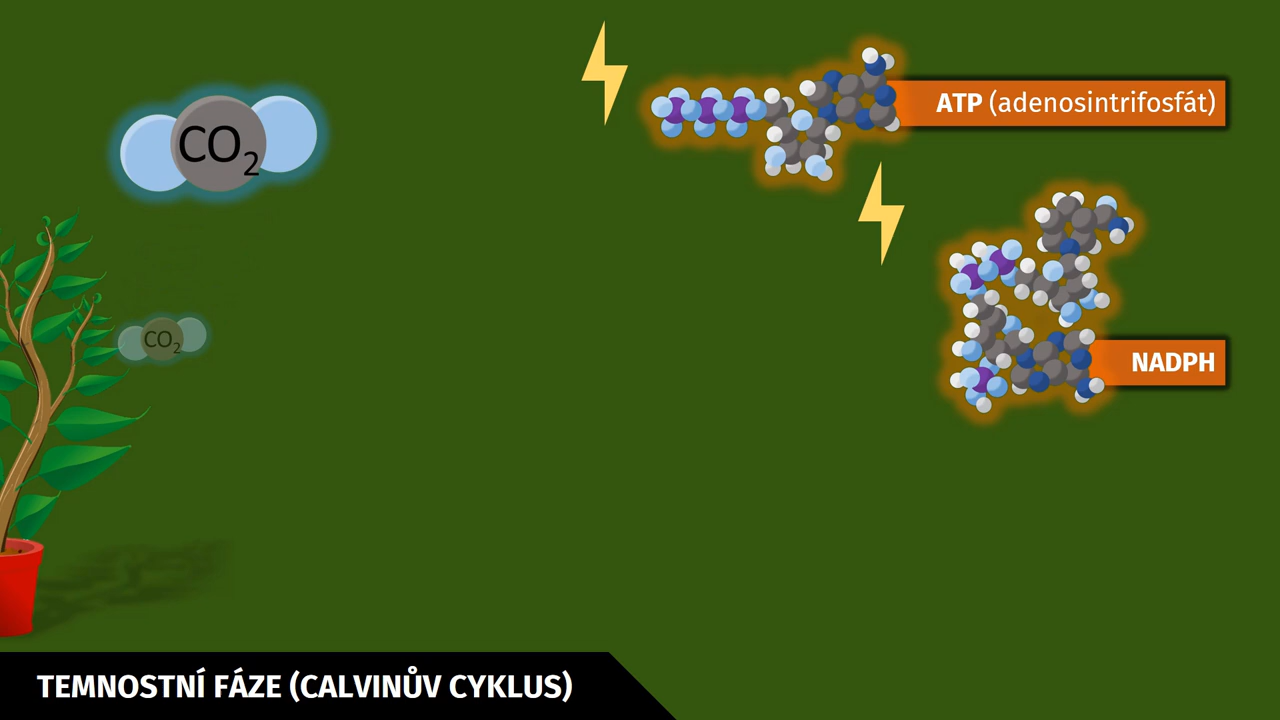 CO₂
ATP (adenosintrifosfát)
CO₂
NADPH
TEMNOSTNÍ FÁZE (CALVINŮV CYKLUS)